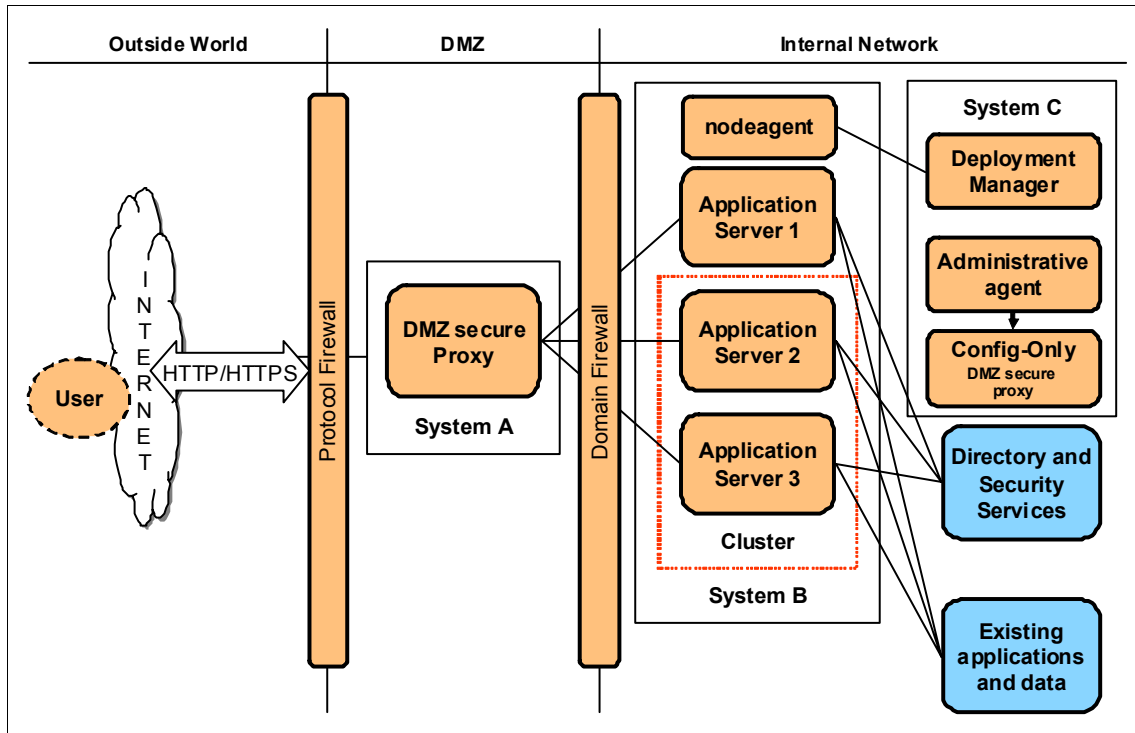 Outside World
DMZ
Internal Network
User
INTERNET
HTTP/HTTPS
Protocol Firewall
DMZ secure
Proxy
System A
Domain Firewall
nodeagent
Application
Server 1
Application
Server 2
Application
Server 3
Cluster
System B
System C
Deployment
Manager
Administrative
agent
Config-Only
DMZ secure
proxy
Directory and
Security
Services
Existing
applications
and data